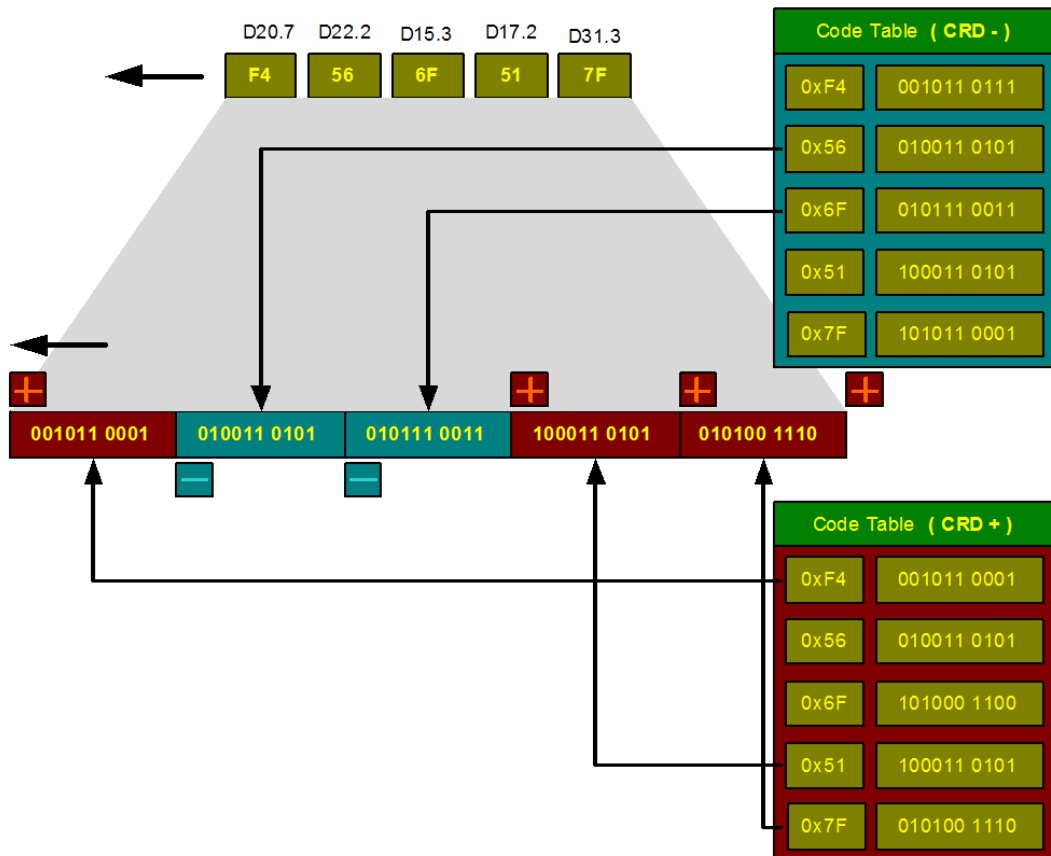 D20.7 D22.2 D15.3 D17.2 D31.3
F4 56 6F 51 7F
Code Table ( CRD - )
0xF4 001011 0111
0x56 010011 0101
0x6F 010111 0011
0x51 100011 0101
0x7F 101011 0001
+ + + +
001011 0001 010011 0101 010111 0011 100011 0101 010100 1110
— —
Code Table ( CRD + )
0xF4 001011 0001
0x56 010011 0101
0x6F 101000 1100
0x51 100011 0101
0x7F 010100 1110